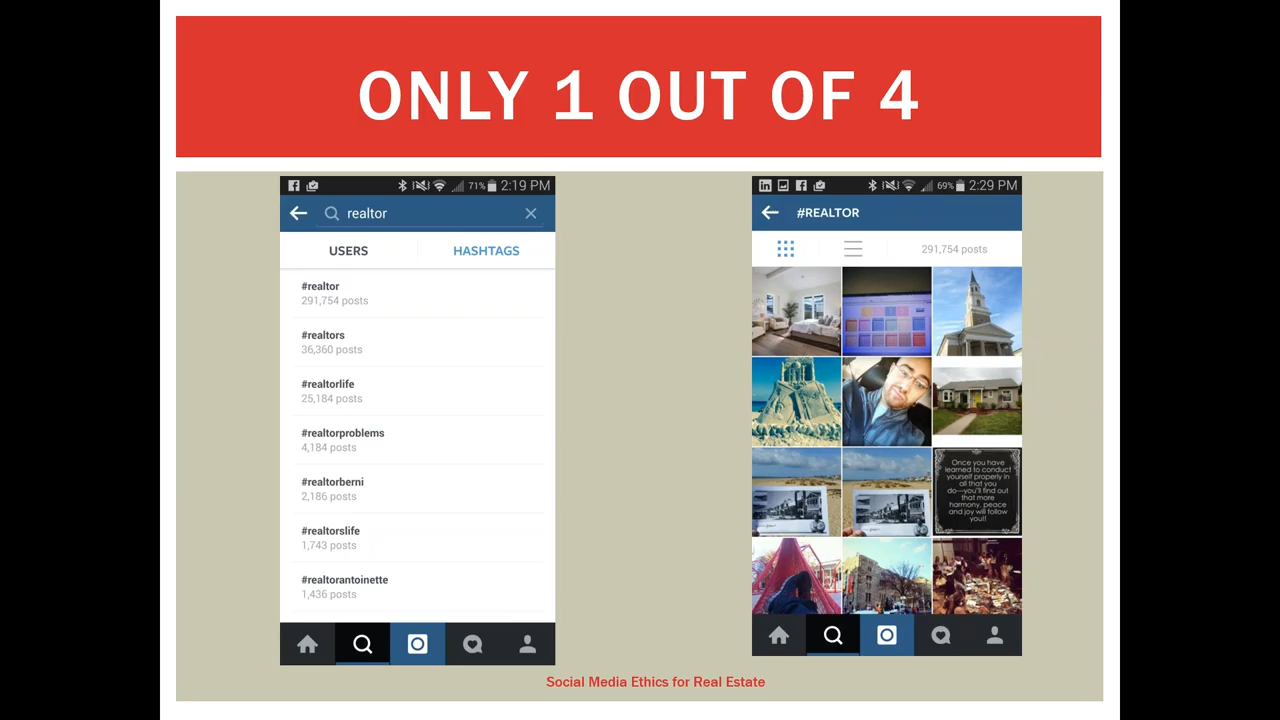 ONLY 1 OUT OF 4
71% 2:19 PM
realtor
USERS HASHTAGS
#realtor
291,754 posts
#realtors
36,360 posts
#realtorlife
25,184 posts
#realtorproblems
4,184 posts
#realtorberni
2,186 posts
#realtorslife
1,743 posts
#realtorantoinette
1,436 posts
in 69% 2:29 PM
#REALTOR
291,754 posts
Once you have
learned to conduct
yourself properly in
all that you
do—you'll find out
that more
harmony, peace
and joy will follow
you!!
Social Media Ethics for Real Estate